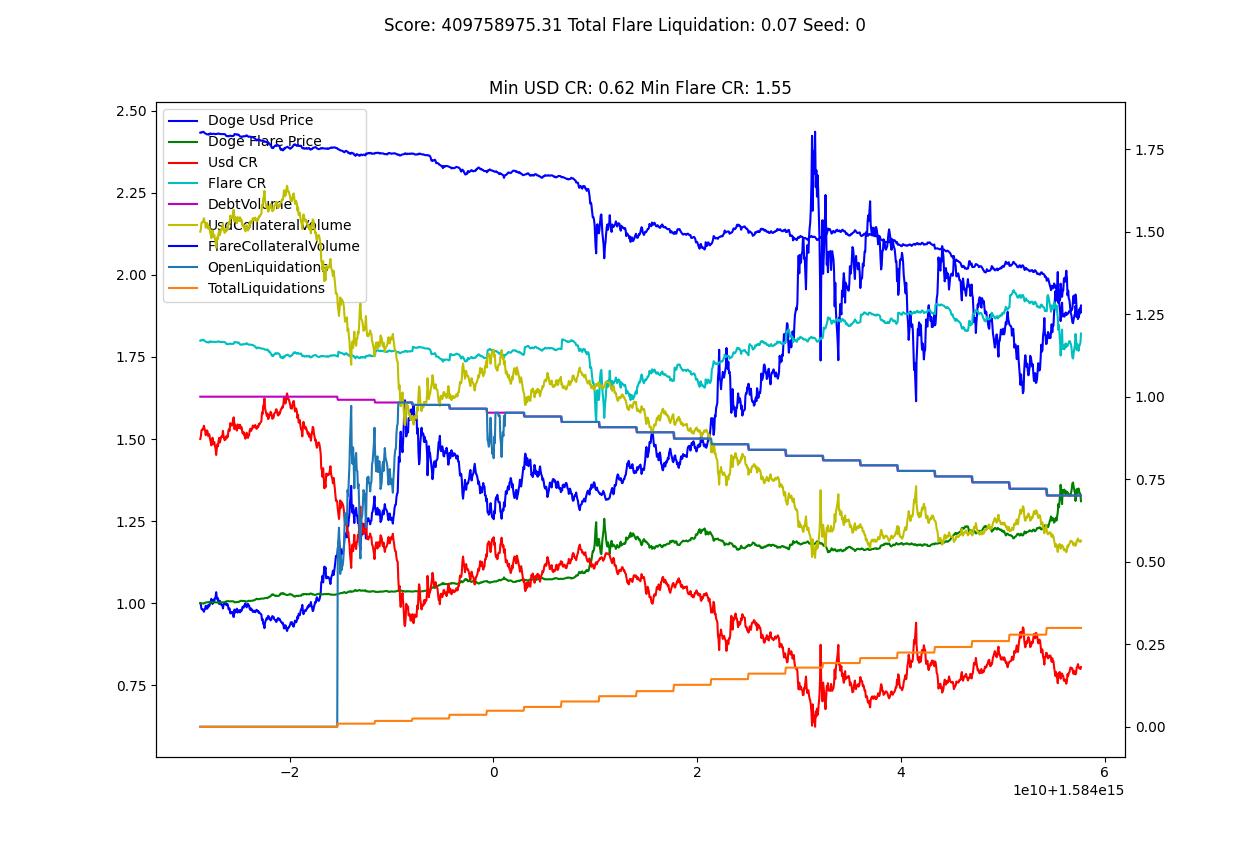 Score: 409758975.31 Total Flare Liquidation: 0.07 Seed: 0
Min USD CR: 0.62 Min Flare CR: 1.55
Doge Usd Price
Doge Flare Price
Usd CR
Flare CR
DebtVolume
UsdCollateralVolume
FlareCollateralVolume
OpenLiquidations
TotalLiquidations
2.50
2.25
2.00
1.75
1.50
1.25
1.00
0.75
1.75
1.50
1.25
1.00
0.75
0.50
0.25
0.00
−2 0 2 4 6
1e10+1.584e15